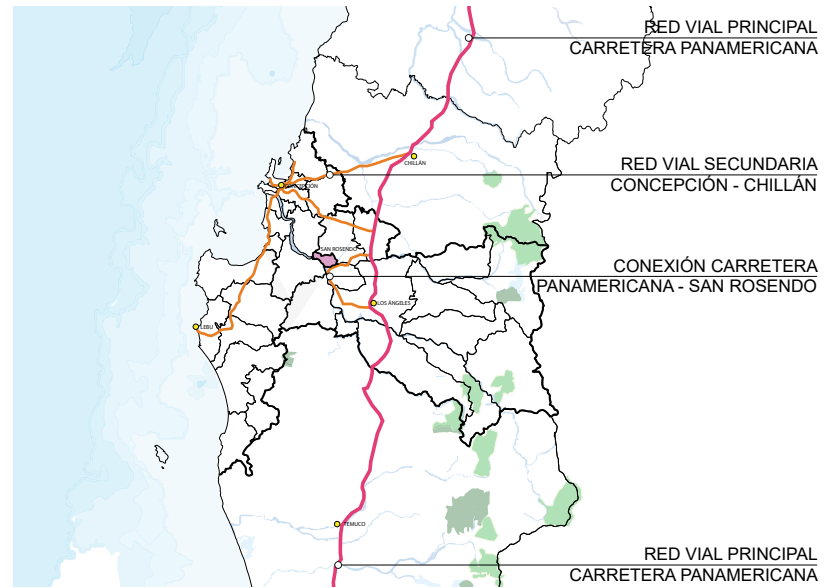 RED VIAL PRINCIPAL
CARRETERA PANAMERICANA
CHILLÁN
RED VIAL SECUNDARIA
CONCEPCIÓN - CHILLÁN
CONCEPCIÓN
SAN ROSENDO
CONEXIÓN CARRETERA
PANAMERICANA - SAN ROSENDO
LOS ÁNGELES
LEBU
TEMUCO
RED VIAL PRINCIPAL
CARRETERA PANAMERICANA